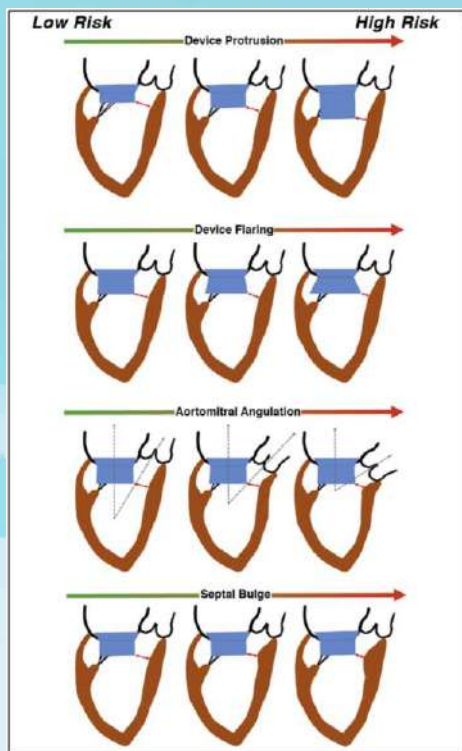 Low Risk High Risk
Device Protrusion
Device Flaring
Aortomitral Angulation
Septal Bulge